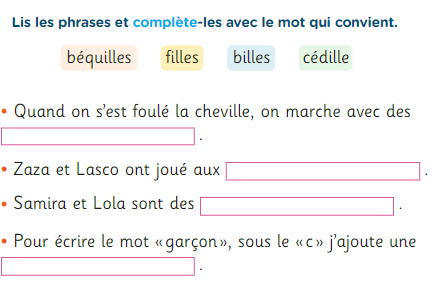 Lis les phrases et complète-les avec le mot qui convient.
béquilles filles billes cédille
• Quand on s'est foulé la cheville, on marche avec des
.
• Zaza et Lasco ont joué aux .
• Samira et Lola sont des .
• Pour écrire le mot «garçon», sous le «c» j'ajoute une
.